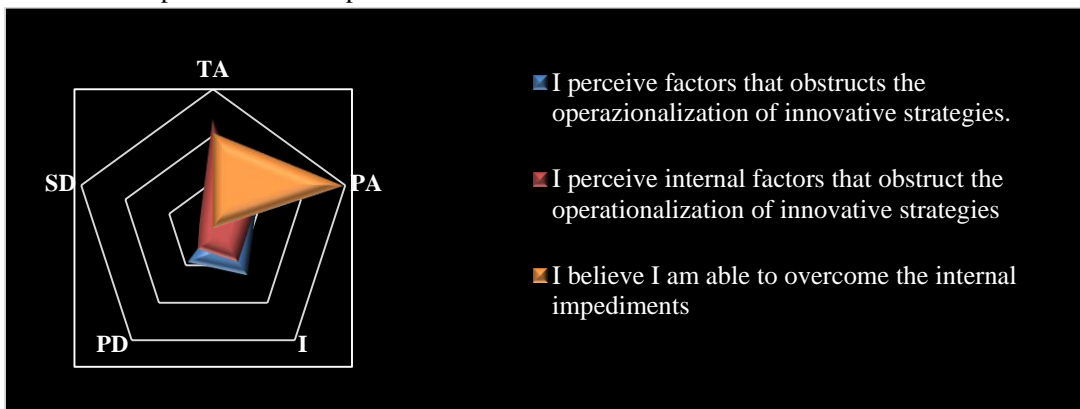 TA
SD
PA
PD
I
I perceive factors that obstructs the
operazionalization of innovative strategies.
I perceive internal factors that obstruct the
operationalization of innovative strategies
I believe I am able to overcome the internal
impediments